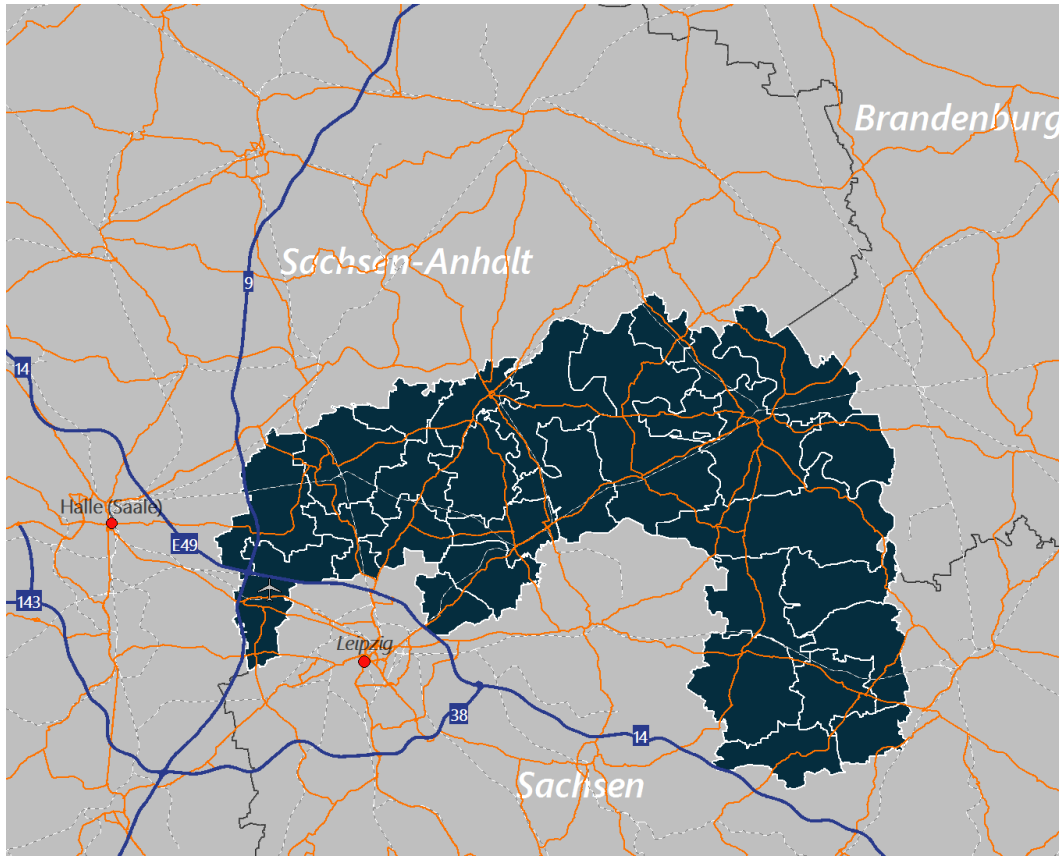 Brandenburg
Sachsen-Anhalt
9
14
Halle (Saale)
E49
143
Leipzig
38
14
Sachsen